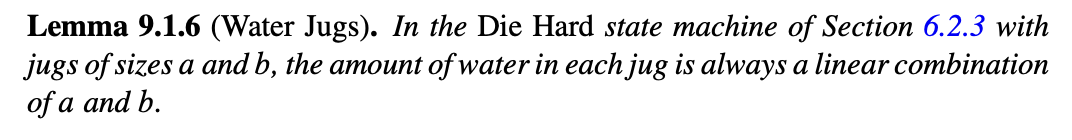 Lemma 9.1.6 (Water Jugs). In the Die Hard state machine of Section 6.2.3 with
jugs of sizes a and b, the amount of water in each jug is always a linear combination
of a and b.